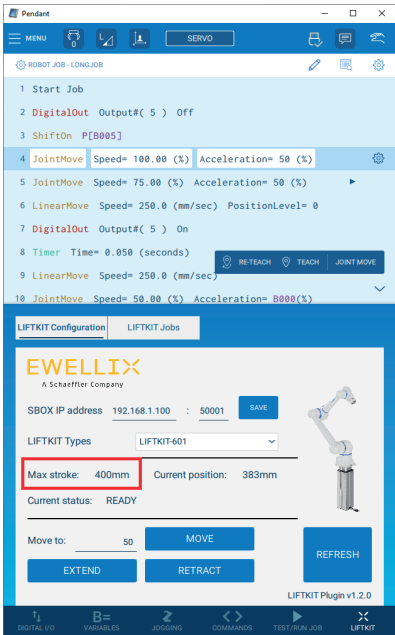 Pendant
MENU 0 SERVO
ROBOT JOB - LONGJOB
1 Start Job
2 DigitalOut Output#( 5 ) Off
3 ShiftOn P[B005]
4 JointMove Speed= 100.00 (%) Acceleration= 50 (%)
5 JointMove Speed= 75.00 (%) Acceleration= 50 (%)
6 LinearMove Speed= 250.0 (mm/sec) PositionLevel= 0
7 DigitalOut Output#( 5 ) On
8 Timer Time= 0.050 (seconds)
RE-TEACH TEACH JOINT MOVE
9 LinearMove Speed= 250.0 (mm/sec)
10 JointMove Speed= 50.00 (%) Acceleration= B000(%)
LIFTKIT Configuration LIFTKIT Jobs
EWELLIX
A Schaeffler Company
SBOX IP address 192.168.1.100 : 50001 SAVE
LIFTKIT Types LIFTKIT-601
Max stroke: 400mm Current position: 383mm
Current status: READY
Move to: 50 MOVE
EXTEND RETRACT REFRESH
LIFTKIT Plugin v1.2.0
DIGITAL I/O VARIABLES JOGGING COMMANDS TEST/RUN JOB LIFTKIT